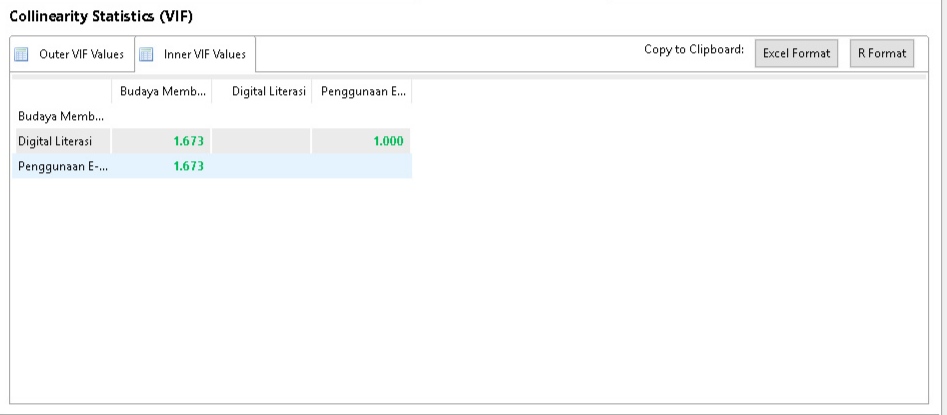 Collinearity Statistics (VIF)
Outer VIF Values Inner VIF Values Copy to Clipboard: Excel Format R Format
Budaya Memb... Digital Literasi Penggunaan E...
Budaya Memb...
Digital Literasi 1.673 1.000
Penggunaan E-... 1.673